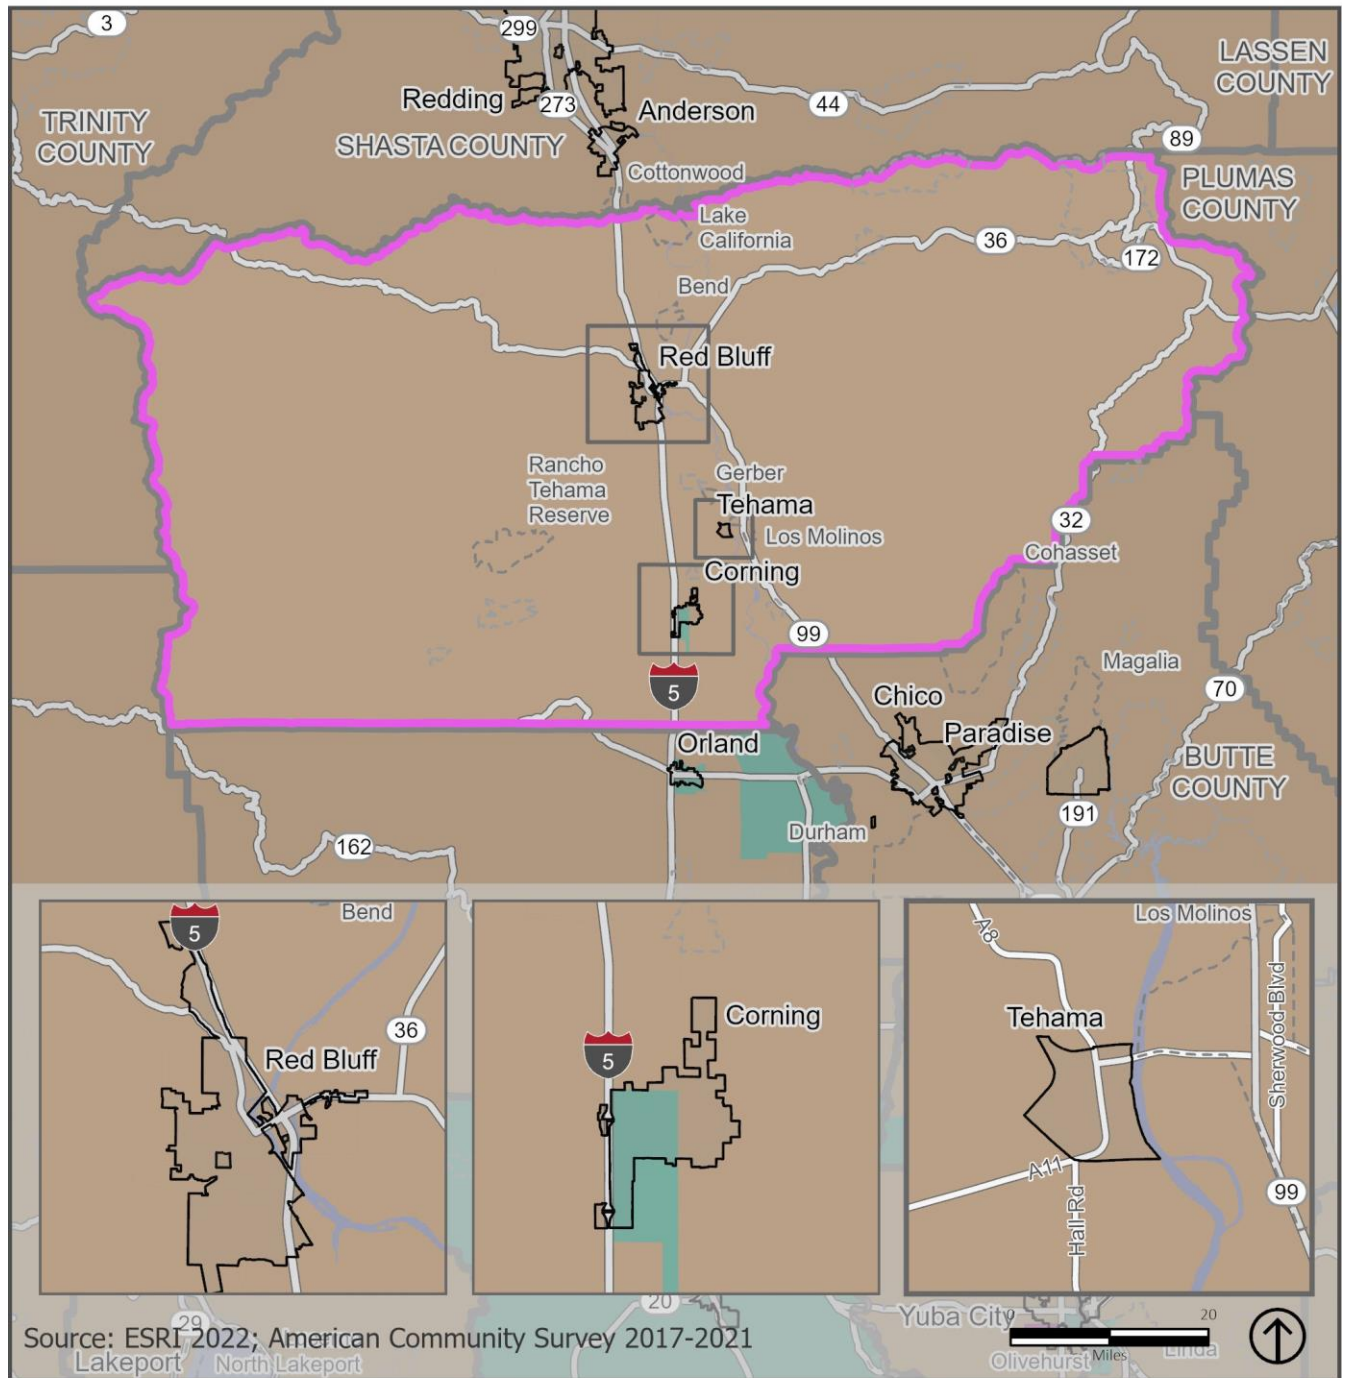 3
299
LASSEN
COUNTY
Redding
273
Anderson
44
TRINITY
COUNTY
SHASTA COUNTY
89
Cottonwood
PLUMAS
COUNTY
Lake
California
36
172
Bend
Red Bluff
Rancho
Tehama
Reserve
Gerber
Tehama
Los Molinos
32
Cohasset
Corning
99
5
Magalia
70
Chico
Paradise
Orland
BUTTE
COUNTY
191
Durham
162
5
Bend
36
Red Bluff
5
Corning
Los Molinos
A8
Sherwood Blvd
Tehama
A11
Hall Rd
99
20
29
Yuba City
0
20
Miles
Source: ESRI 2022; American Community Survey 2017-2021
Lakeport
North Lakeport
Olivehurst
Linda